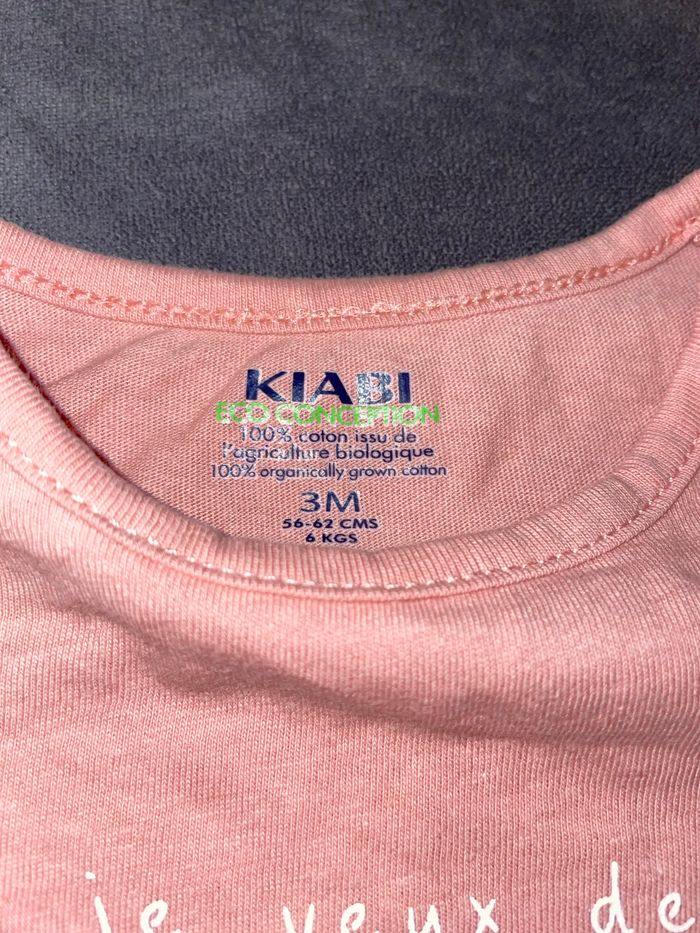 KIABI
ECO CONCEPTION
100% coton issu de
l'agriculture biologique
100% organically grown cotton
3M
56-62 CMS
6 KGS
je veux de